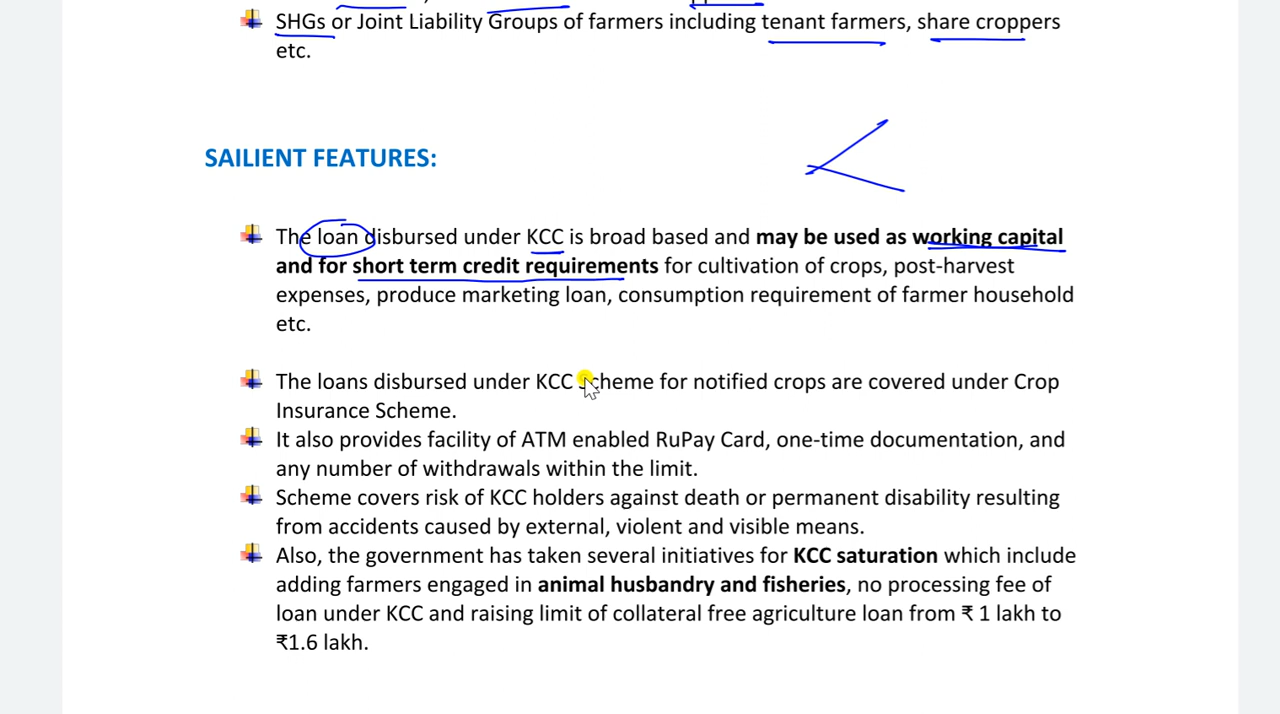 SHGs or Joint Liability Groups of farmers including tenant farmers, share croppers
etc.
SAILIENT FEATURES:
The loan disbursed under KCC is broad based and may be used as working capital
and for short term credit requirements for cultivation of crops, post-harvest
expenses, produce marketing loan, consumption requirement of farmer household
etc.
The loans disbursed under KCC scheme for notified crops are covered under Crop
Insurance Scheme.
It also provides facility of ATM enabled RuPay Card, one-time documentation, and
any number of withdrawals within the limit.
Scheme covers risk of KCC holders against death or permanent disability resulting
from accidents caused by external, violent and visible means.
Also, the government has taken several initiatives for KCC saturation which include
adding farmers engaged in animal husbandry and fisheries, no processing fee of
loan under KCC and raising limit of collateral free agriculture loan from ₹ 1 lakh to
₹1.6 lakh.